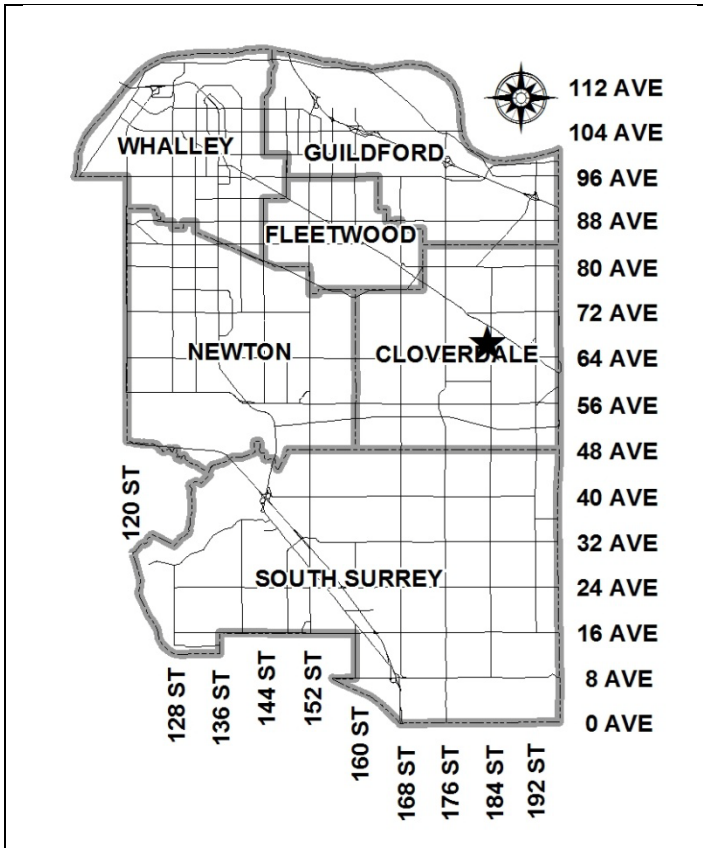 112 AVE
104 AVE
WHALLEY
GUILDFORD
96 AVE
88 AVE
FLEETWOOD
80 AVE
72 AVE
NEWTON
CLOVERDALE
64 AVE
56 AVE
48 AVE
120 ST
40 AVE
32 AVE
SOUTH SURREY
24 AVE
16 AVE
8 AVE
0 AVE
128 ST
136 ST
144 ST
152 ST
160 ST
168 ST
176 ST
184 ST
192 ST